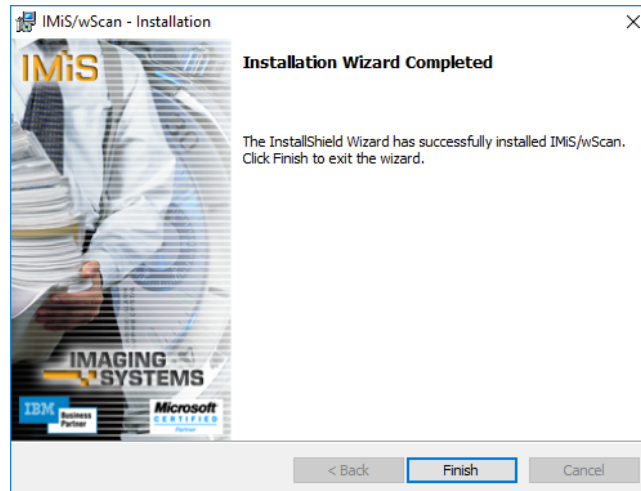 IMiS/wScan - Installation
IMiS
Installation Wizard Completed
The InstallShield Wizard has successfully installed IMiS/wScan.
Click Finish to exit the wizard.
IMAGING
SYSTEMS
IBM
Business
Partner
Microsoft
CERTIFIED
Partner
< Back
Finish
Cancel